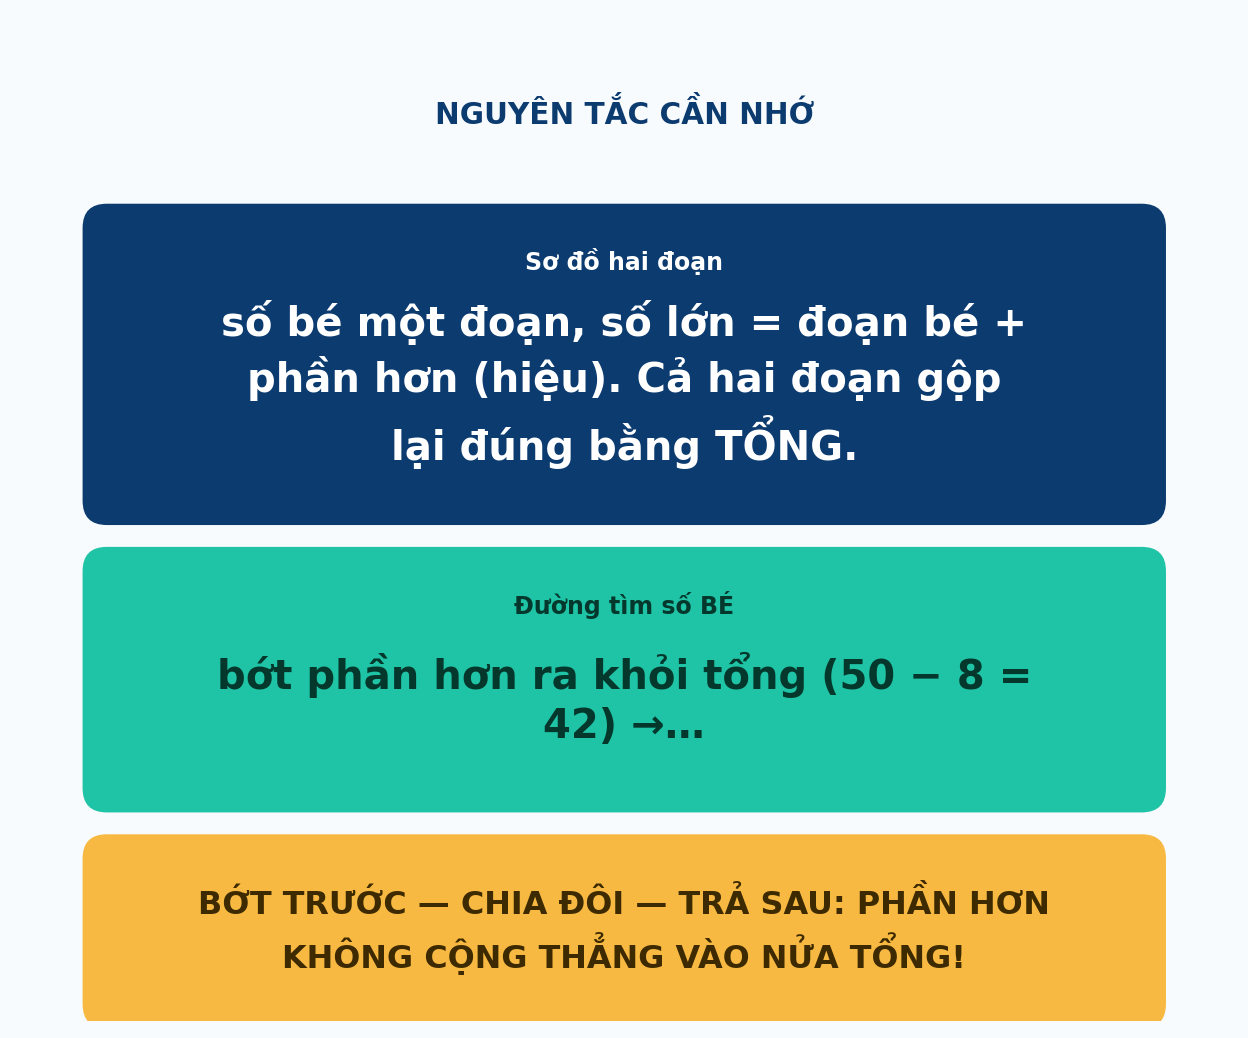 NGUYÊN TẮC CẦN NHỚ
Sơ đồ hai đoạn
số bé một đoạn, số lớn = đoạn bé +
phần hơn (hiệu). Cả hai đoạn gộp
lại đúng bằng TỔNG.
Đường tìm số BÉ
bớt phần hơn ra khỏi tổng (50 − 8 =
42) →…
BỚT TRƯỚC — CHIA ĐÔI — TRẢ SAU: PHẦN HƠN
KHÔNG CỘNG THẲNG VÀO NỬA TỔNG!